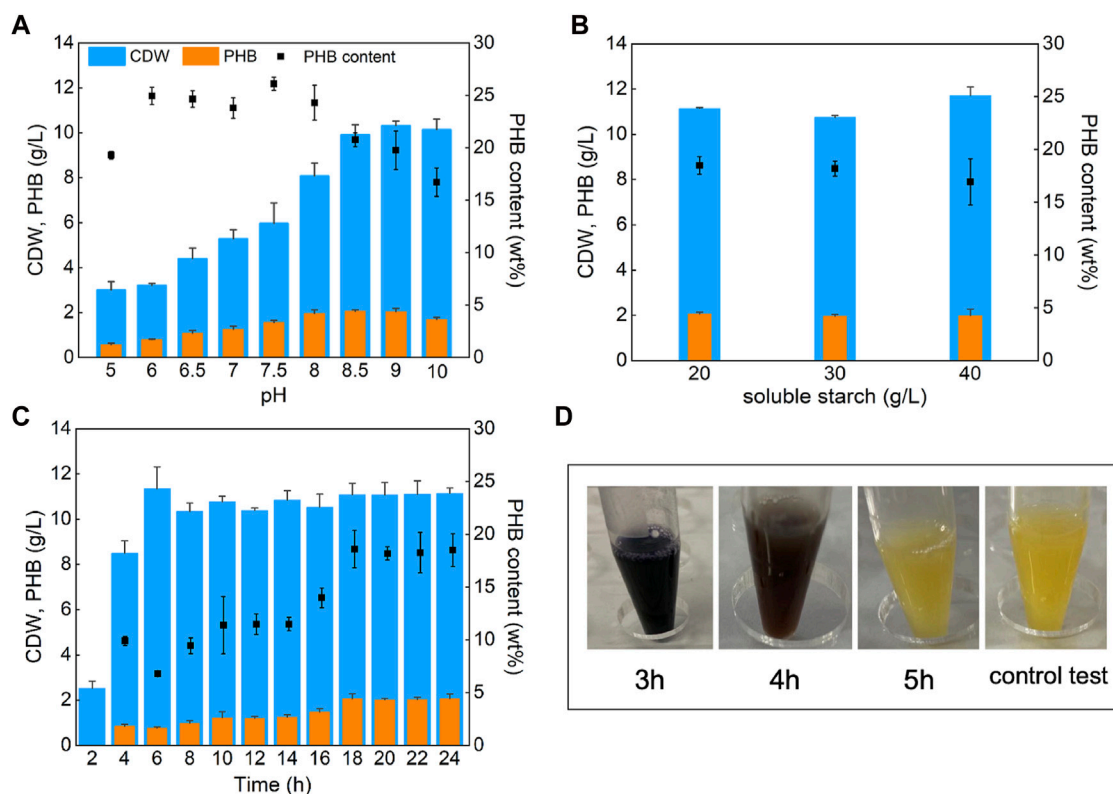 A
CDW PHB PHB content
14
12
10
8
6
4
2
0
30
25
20
15
10
5
0
CDW, PHB (g/L)
PHB content (wt%)
5 6 6.5 7 7.5 8 8.5 9 10
pH
B
14
12
10
8
6
4
2
0
30
25
20
15
10
5
0
CDW, PHB (g/L)
PHB content (wt%)
20 30 40
soluble starch (g/L)
C
14
12
10
8
6
4
2
0
30
25
20
15
10
5
0
CDW, PHB (g/L)
PHB content (wt%)
2 4 6 8 10 12 14 16 18 20 22 24
Time (h)
D
3h 4h 5h control test